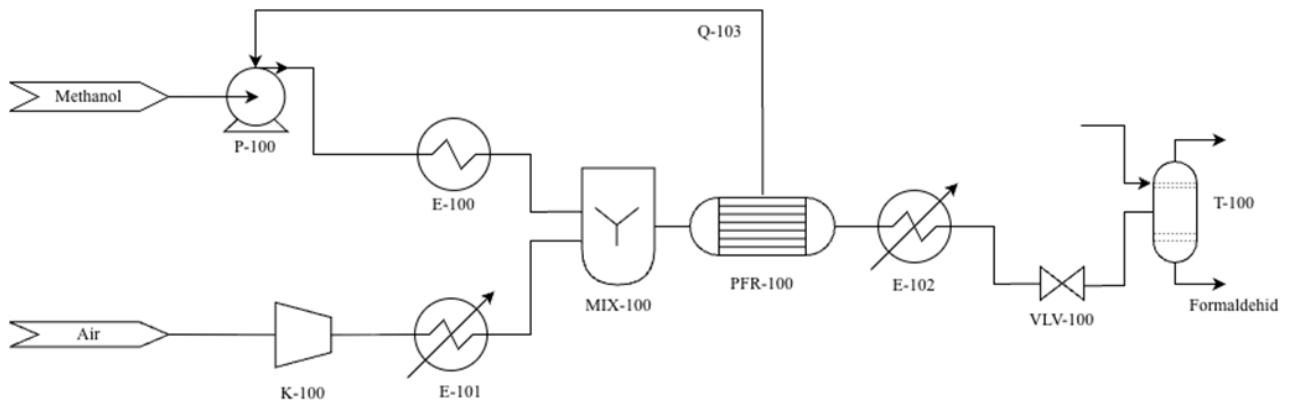 Q-103
Methanol
P-100
E-100
T-100
MIX-100
PFR-100
E-102
Formaldehid
VLV-100
Air
K-100
E-101